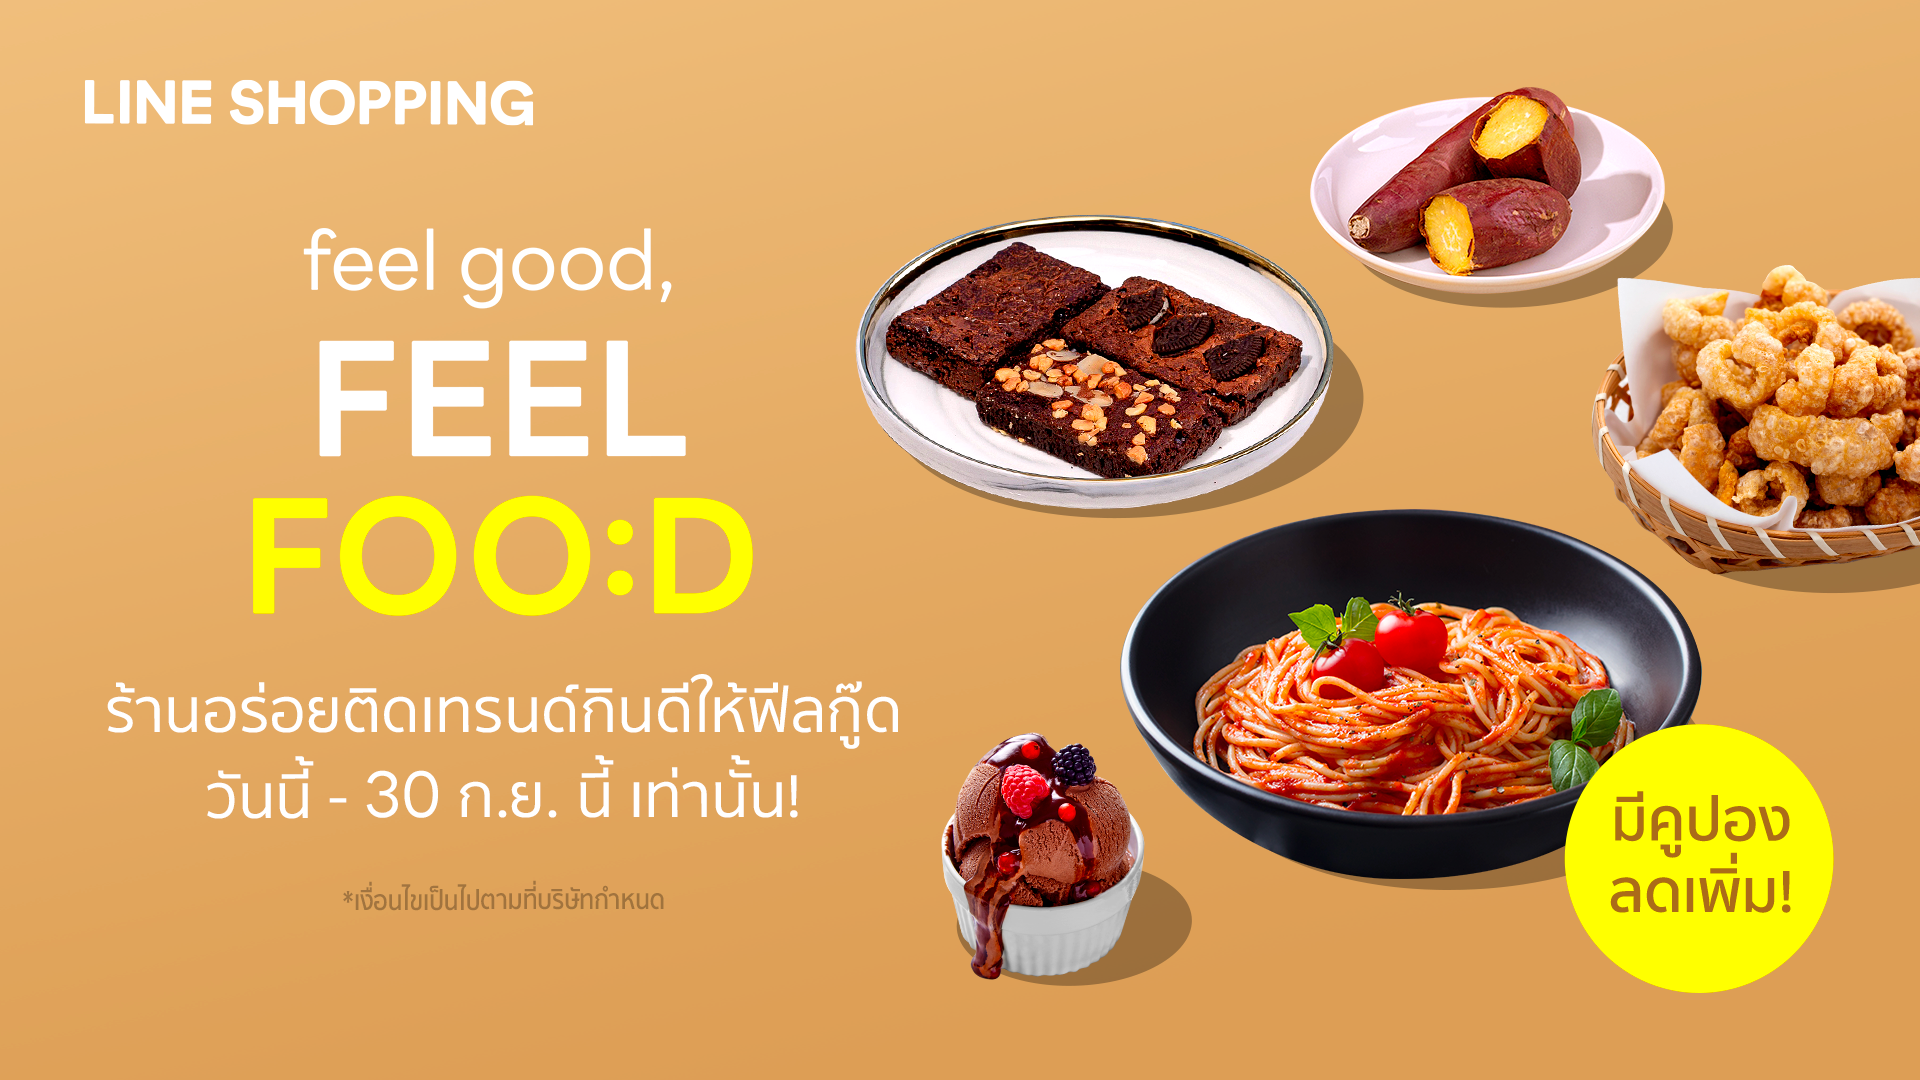 LINE SHOPPING
feel good,
FEEL
FOO:D
ร้านอร่อยติดเทรนด์กินดีให้ฟีลกู๊ด
วันนี้ - 30 ก.ย. นี้ เท่านั้น!
*เงื่อนไขเป็นไปตามที่บริษัทกำหนด
มีคูปอง
ลดเพิ่ม!